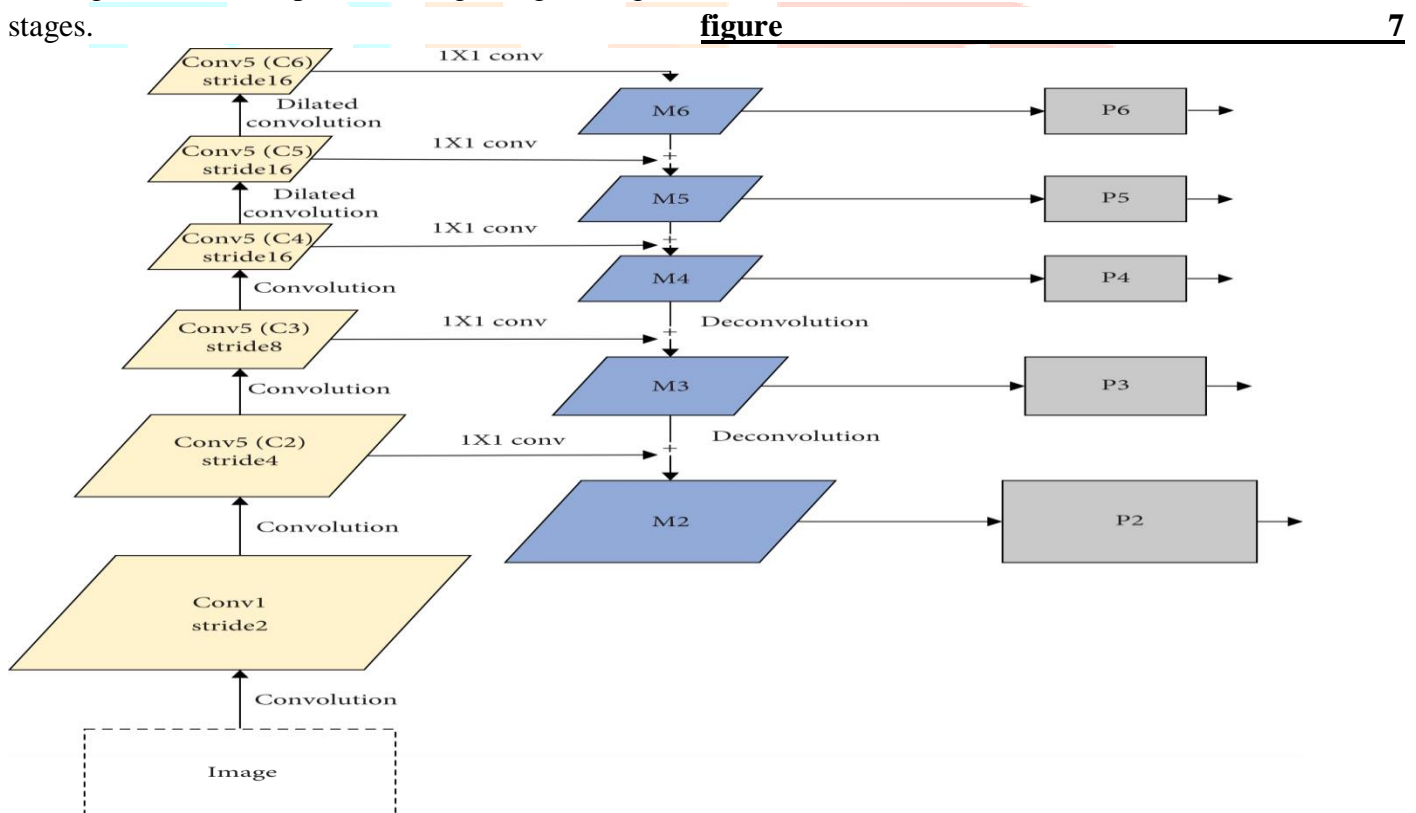 stages. figure 7
Conv5 (C6)
stride16
1X1 conv
M6
P6
Dilated
convolution
Conv5 (C5)
stride16
1X1 conv
+
M5
P5
Dilated
convolution
Conv5 (C4)
stride16
1X1 conv
+
M4
P4
Convolution
Conv5 (C3)
stride8
1X1 conv
+
Deconvolution
M3
P3
Convolution
Conv5 (C2)
stride4
1X1 conv
+
Deconvolution
M2
P2
Convolution
Conv1
stride2
Convolution
Image